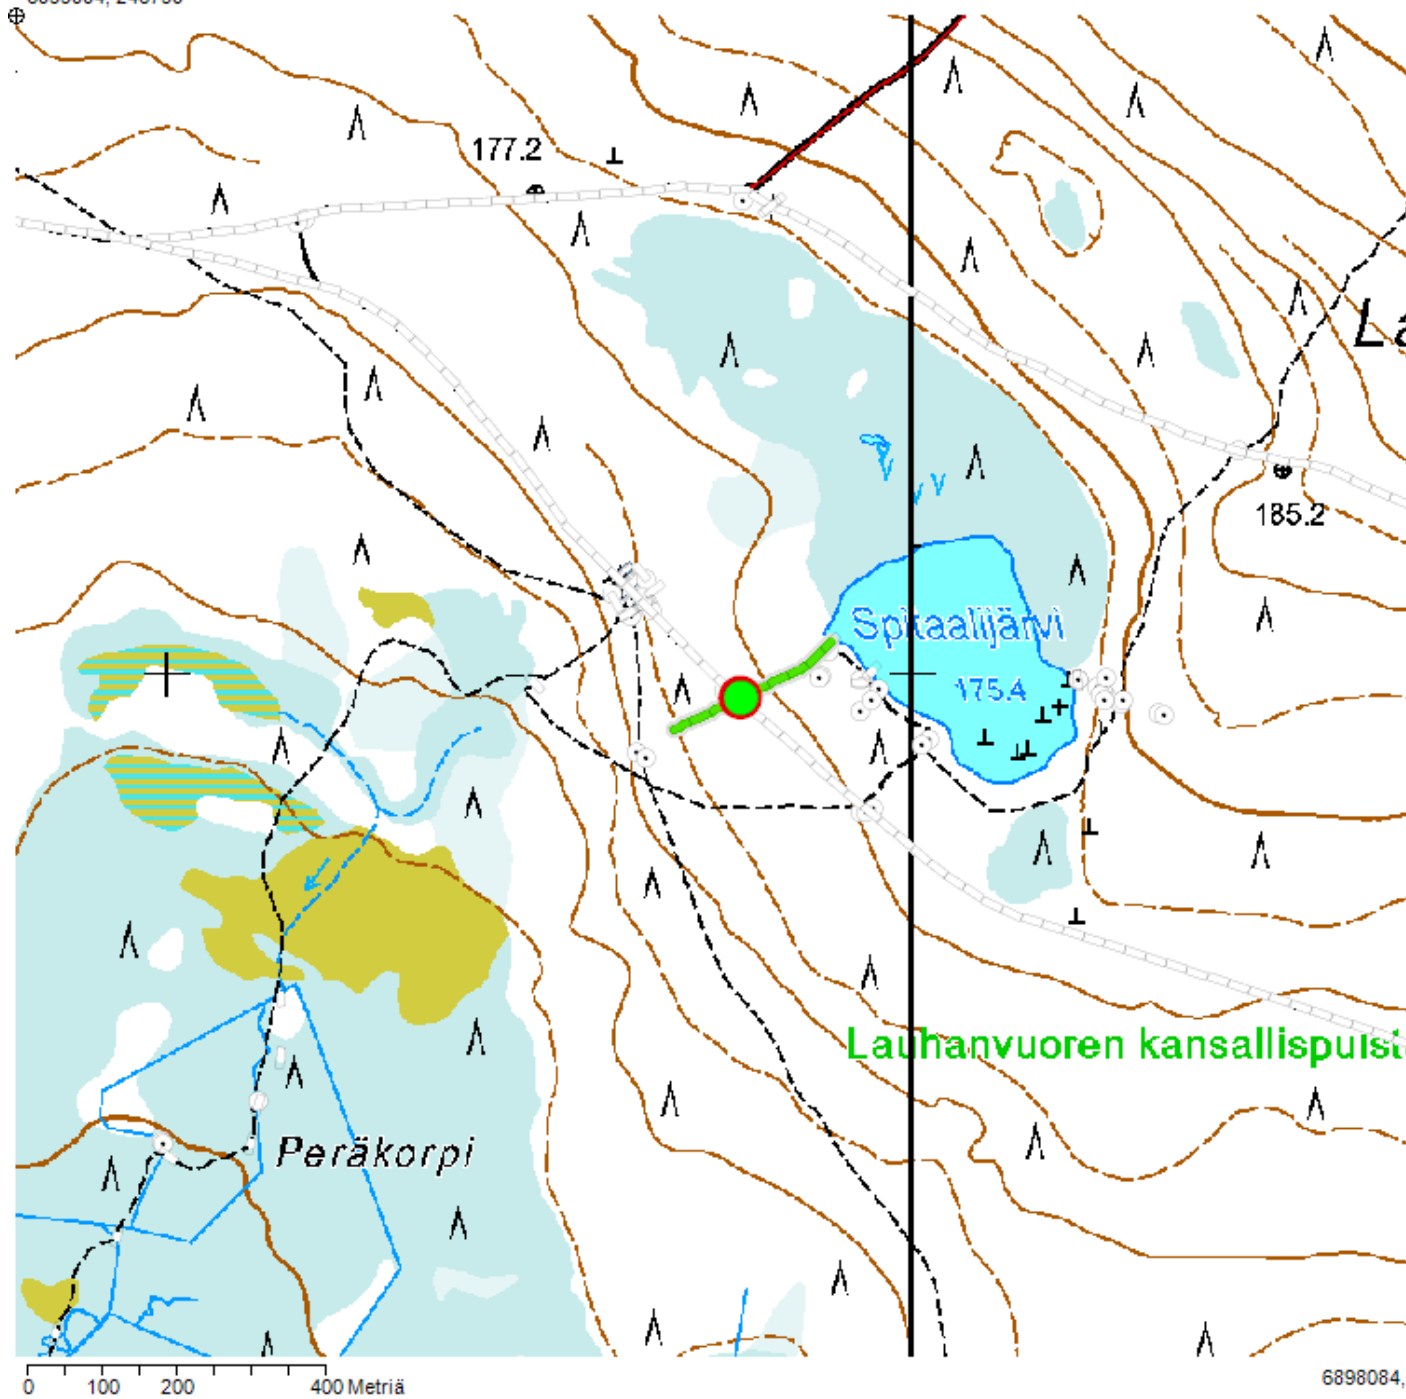 177.2
185.2
Spitaalijärvi
175.4
Lauhanvuoren kansallispuist
Peräkorpi
0 100 200 400 Metriä
6898084,